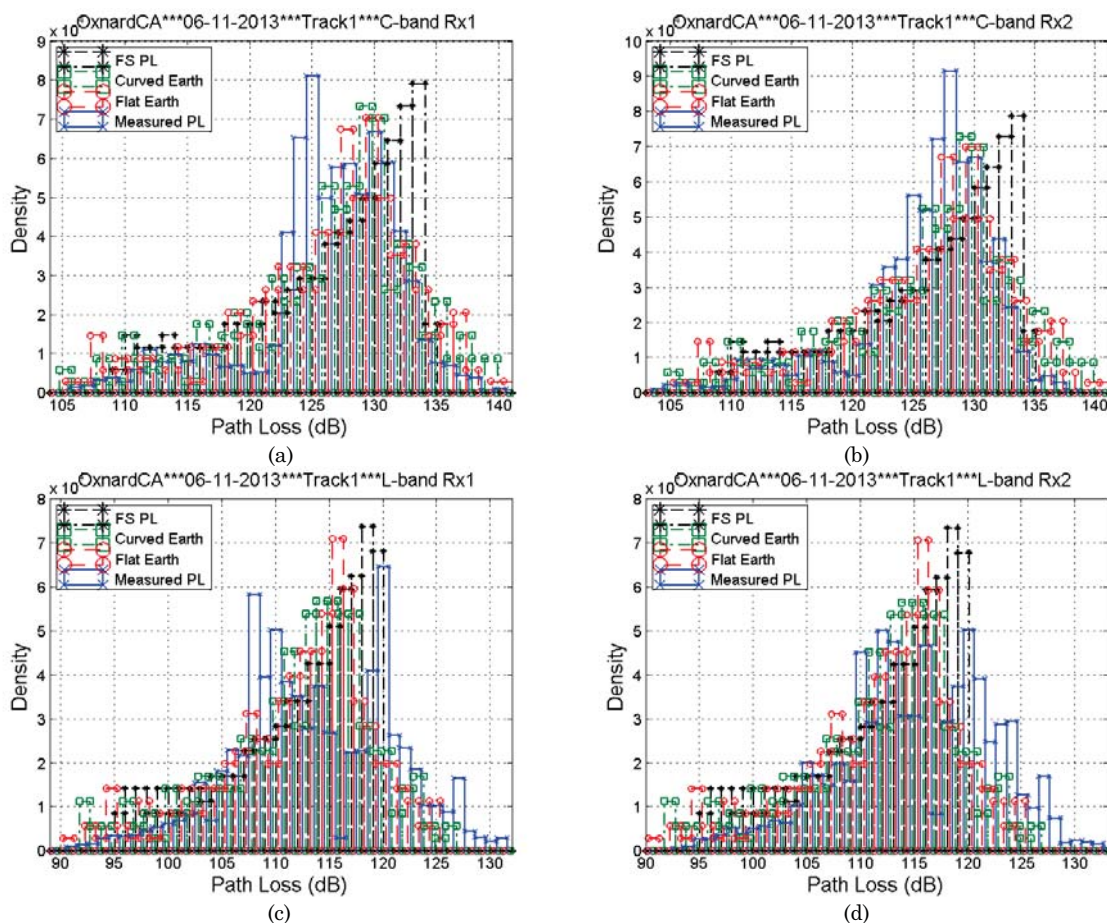 OxnardCA***06-11-2013***Track1***C-band Rx1
x 10
9
8
7
6
5
4
3
2
1
0
Density
FS PL
Curved Earth
Flat Earth
Measured PL
105 110 115 120 125 130 135 140
Path Loss (dB)
(a)
OxnardCA***06-11-2013***Track1***C-band Rx2
x 10
10
9
8
7
6
5
4
3
2
1
0
Density
FS PL
Curved Earth
Flat Earth
Measured PL
105 110 115 120 125 130 135 140
Path Loss (dB)
(b)
OxnardCA***06-11-2013***Track1***L-band Rx1
x 10
8
7
6
5
4
3
2
1
0
Density
FS PL
Curved Earth
Flat Earth
Measured PL
90 95 100 105 110 115 120 125 130
Path Loss (dB)
(c)
OxnardCA***06-11-2013***Track1***L-band Rx2
x 10
8
7
6
5
4
3
2
1
0
Density
FS PL
Curved Earth
Flat Earth
Measured PL
90 95 100 105 110 115 120 125 130
Path Loss (dB)
(d)